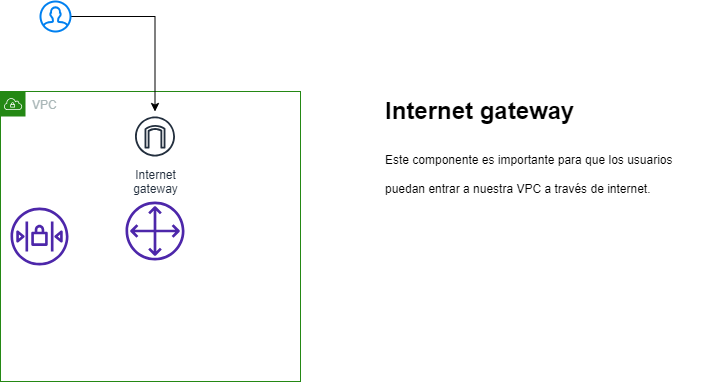 VPC
Internet
gateway
Internet gateway
Este componente es importante para que los usuarios
puedan entrar a nuestra VPC a través de internet.